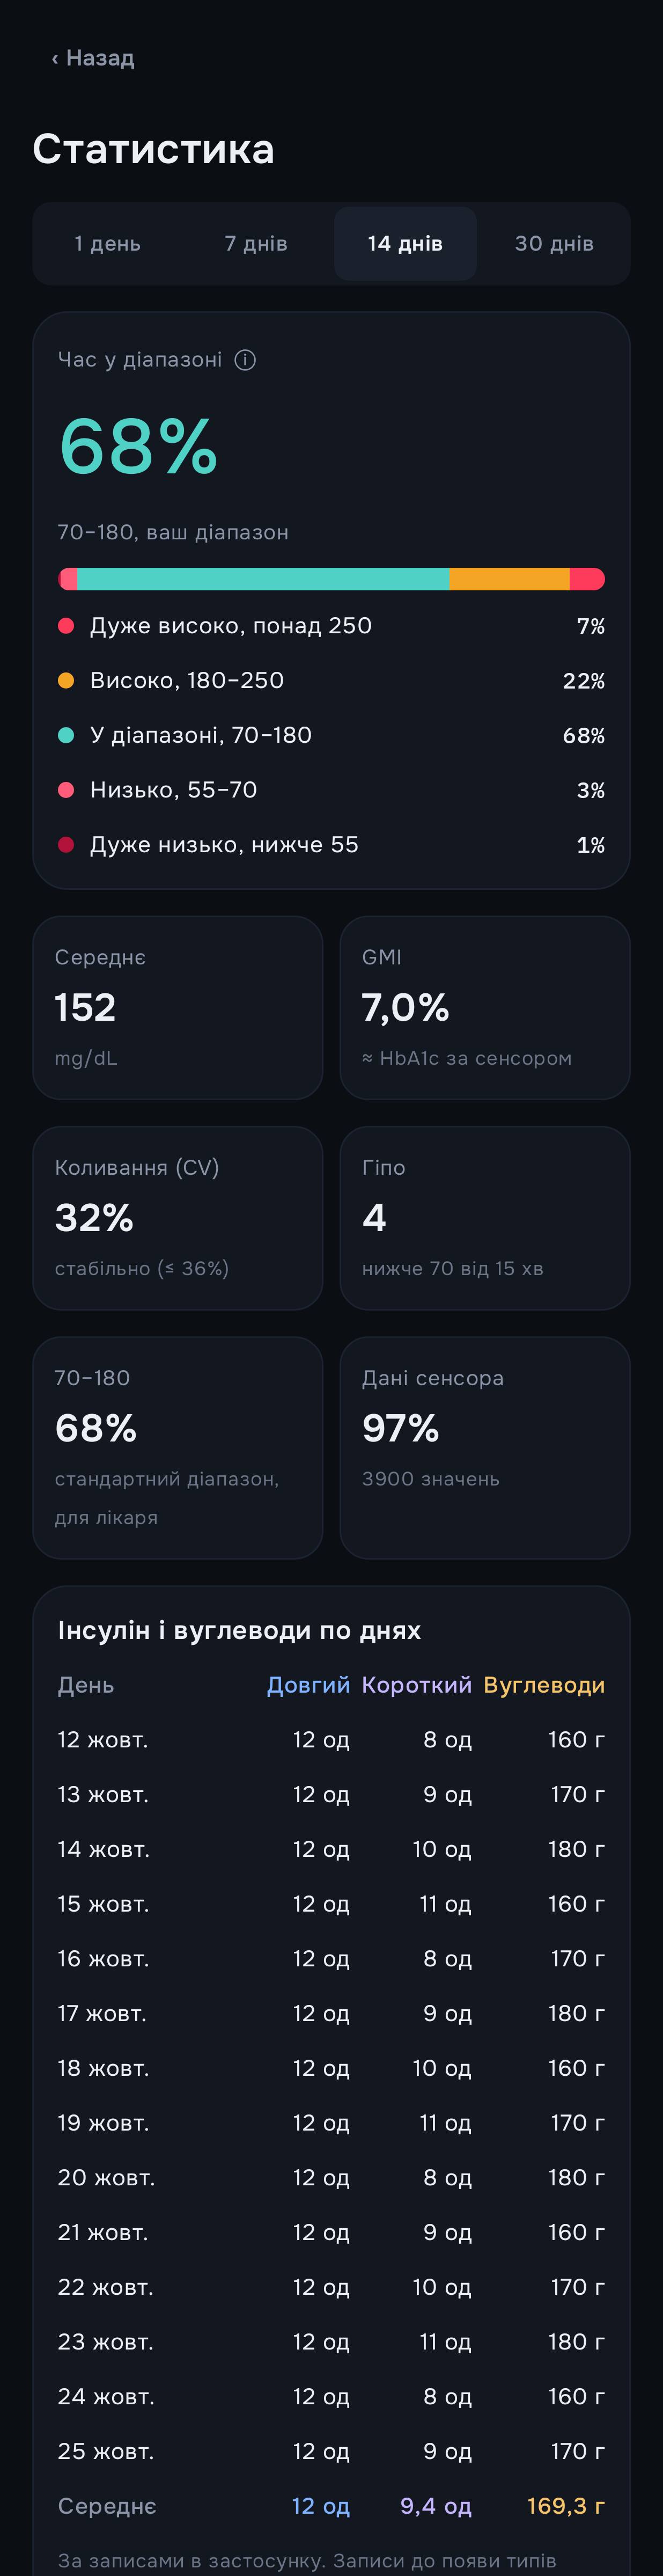 ‹ Назад
Статистика
1 день 7 днів 14 днів 30 днів
Час у діапазоні ⓘ
68%
70–180, ваш діапазон
Дуже високо, понад 250 7%
Високо, 180–250 22%
У діапазоні, 70–180 68%
Низько, 55–70 3%
Дуже низько, нижче 55 1%
Середнє
152
mg/dL
GMI
7,0%
≈ HbA1c за сенсором
Коливання (CV)
32%
стабільно (≤ 36%)
Гіпо
4
нижче 70 від 15 хв
70–180
68%
стандартний діапазон,
для лікаря
Дані сенсора
97%
3900 значень
Інсулін і вуглеводи по днях
День Довгий Короткий Вуглеводи
12 жовт. 12 од 8 од 160 г
13 жовт. 12 од 9 од 170 г
14 жовт. 12 од 10 од 180 г
15 жовт. 12 од 11 од 160 г
16 жовт. 12 од 8 од 170 г
17 жовт. 12 од 9 од 180 г
18 жовт. 12 од 10 од 160 г
19 жовт. 12 од 11 од 170 г
20 жовт. 12 од 8 од 180 г
21 жовт. 12 од 9 од 160 г
22 жовт. 12 од 10 од 170 г
23 жовт. 12 од 11 од 180 г
24 жовт. 12 од 8 од 160 г
25 жовт. 12 од 9 од 170 г
Середнє 12 од 9,4 од 169,3 г
За записами в застосунку. Записи до появи типів